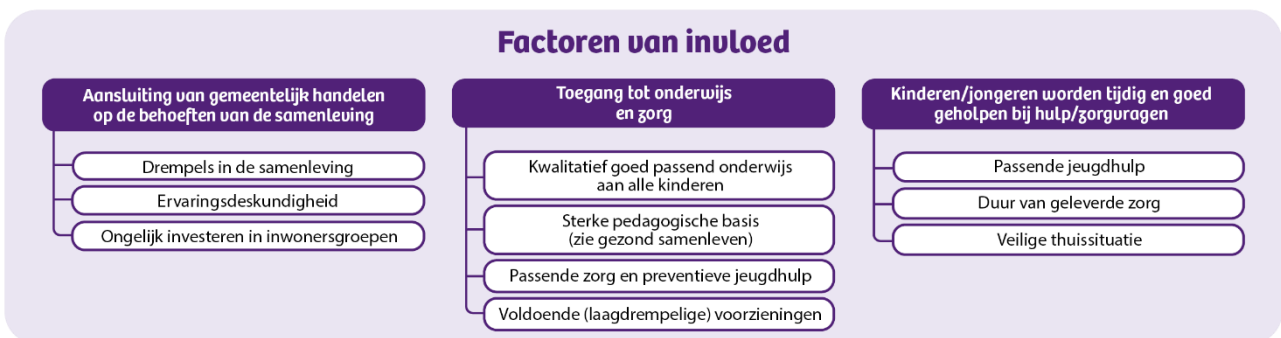 Factoren van invloed
Aansluiting van gemeentelijk handelen
op de behoeften van de samenleving
Drempels in de samenleving
Ervaringsdeskundigheid
Ongelijk investeren in inwonersgroepen
Toegang tot onderwijs
en zorg
Kwalitatief goed passend onderwijs
aan alle kinderen
Sterke pedagogische basis
(zie gezond samenleven)
Passende zorg en preventieve jeugdhulp
Voldoende (laagdrempelige) voorzieningen
Kinderen/jongeren worden tijdig en goed
geholpen bij hulp/zorgvragen
Passende jeugdhulp
Duur van geleverde zorg
Veilige thuissituatie